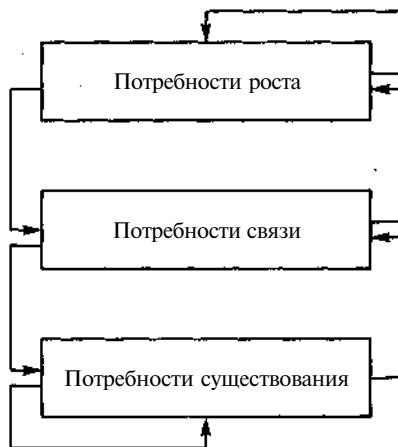 Потребности роста
Потребности связи
Потребности существования